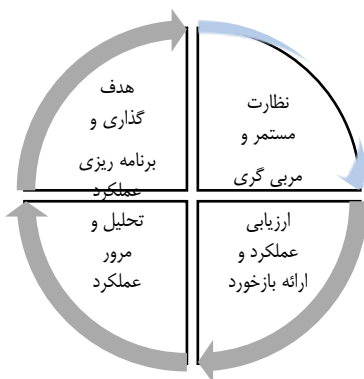 هدف
گذاری و
برنامه ریزی
عملکرد
نظارت
مستمر و
مربی گری
ارزیابی
عملکرد و
ارائه بازخورد
تحلیل و
مرور
عملکرد